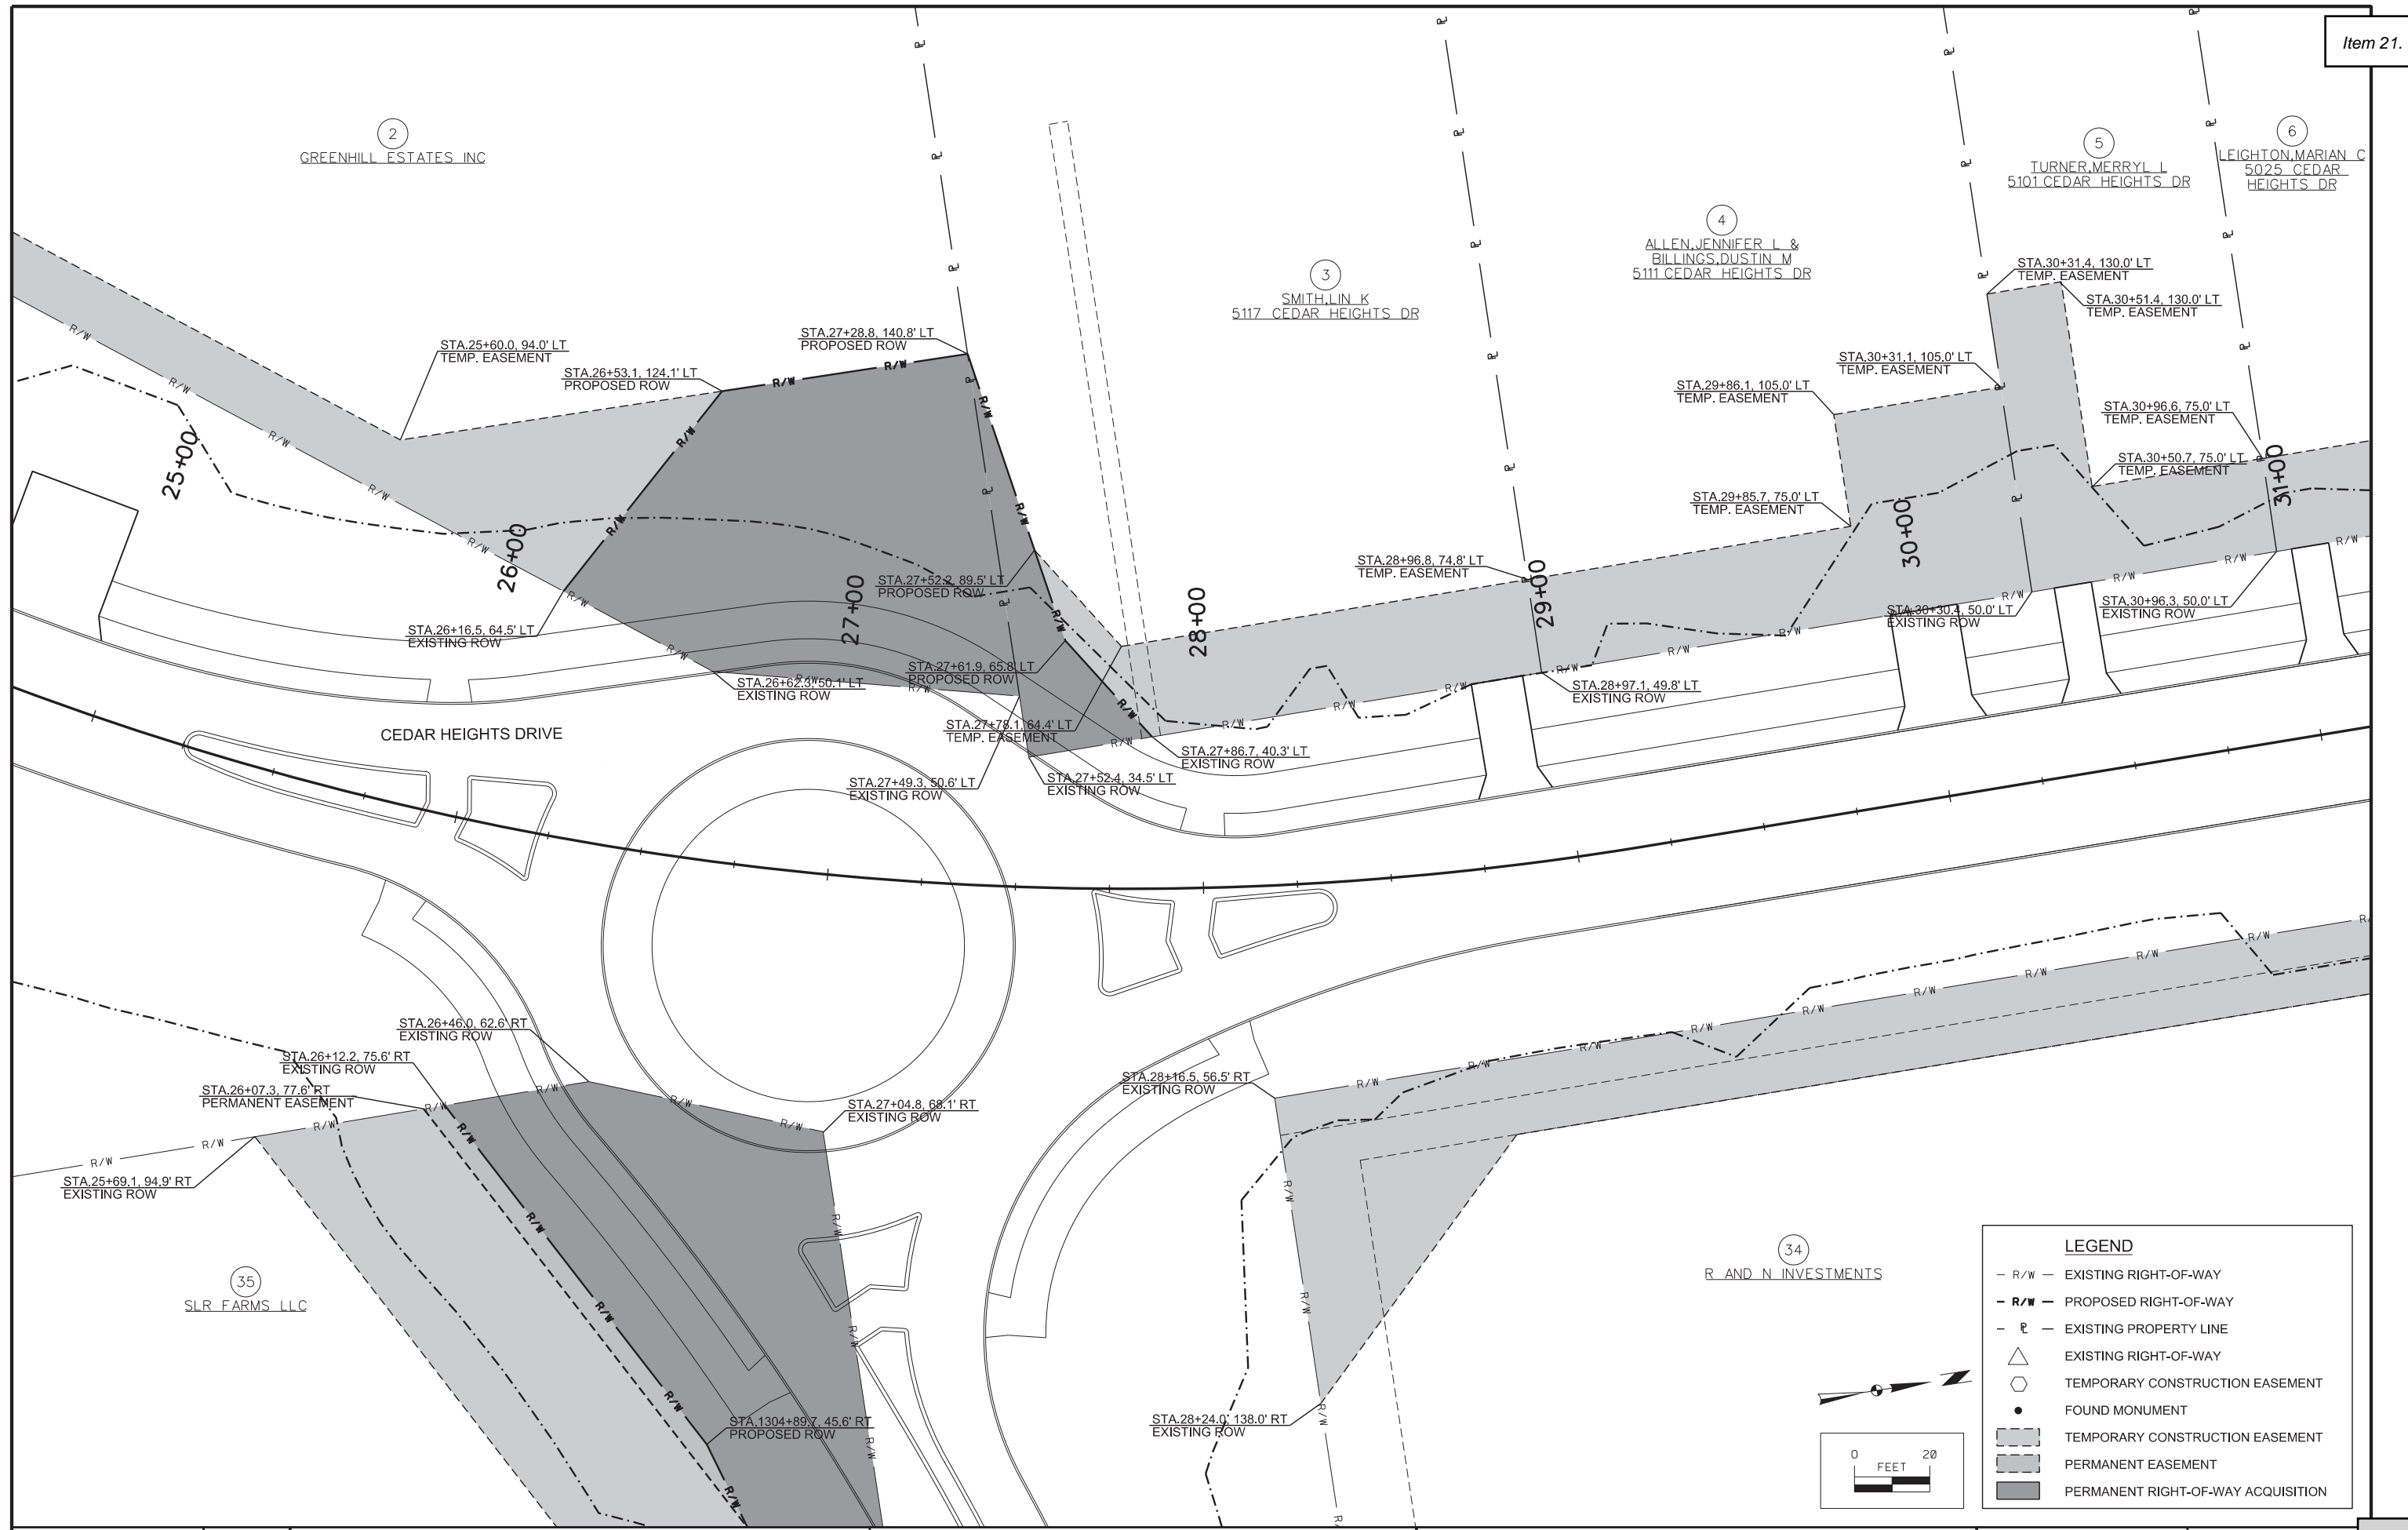 Item 21.
2
GREENHILL ESTATES INC
3
SMITH,LIN K
5117 CEDAR HEIGHTS DR
4
ALLEN,JENNIFER L &
BILLINGS,DUSTIN M
5111 CEDAR HEIGHTS DR
5
TURNER,MERRYL L
5101 CEDAR HEIGHTS DR
6
LEIGHTON,MARIAN C
5025 CEDAR
HEIGHTS DR
STA.25+60.0, 94.0' LT
TEMP. EASEMENT
STA.26+53.1, 124.1' LT
PROPOSED ROW
STA.27+28.8, 140.8' LT
PROPOSED ROW
STA.30+31.4, 130.0' LT
TEMP. EASEMENT
STA.30+51.4, 130.0' LT
TEMP. EASEMENT
STA.30+31.1, 105.0' LT
TEMP. EASEMENT
STA.29+86.1, 105.0' LT
TEMP. EASEMENT
STA.30+96.6, 75.0' LT
TEMP. EASEMENT
STA.30+50.7, 75.0' LT
TEMP. EASEMENT
STA.29+85.7, 75.0' LT
TEMP. EASEMENT
STA.28+96.8, 74.8' LT
TEMP. EASEMENT
25+00
26+00
27+00
28+00
29+00
30+00
31+00
STA.27+52.2, 89.5' LT
PROPOSED ROW
STA.26+16.5, 64.5' LT
EXISTING ROW
STA.27+61.9, 65.8' LT
PROPOSED ROW
STA.26+62.3, 50.1' LT
EXISTING ROW
STA.30+30.4, 50.0' LT
EXISTING ROW
STA.30+96.3, 50.0' LT
EXISTING ROW
STA.28+97.1, 49.8' LT
EXISTING ROW
STA.27+78.1, 64.4' LT
TEMP. EASEMENT
STA.27+86.7, 40.3' LT
EXISTING ROW
STA.27+49.3, 50.6' LT
EXISTING ROW
STA.27+52.4, 34.5' LT
EXISTING ROW
CEDAR HEIGHTS DRIVE
STA.26+46.0, 62.6' RT
EXISTING ROW
STA.26+12.2, 75.6' RT
EXISTING ROW
STA.26+07.3, 77.6' RT
PERMANENT EASEMENT
STA.25+69.1, 94.9' RT
EXISTING ROW
STA.27+04.8, 68.1' RT
EXISTING ROW
STA.28+16.5, 56.5' RT
EXISTING ROW
STA.28+24.0, 138.0' RT
EXISTING ROW
STA.1304+89.7, 45.6' RT
PROPOSED ROW
35
SLR FARMS LLC
34
R AND N INVESTMENTS
0 20
FEET
LEGEND
R/W EXISTING RIGHT-OF-WAY
R/W PROPOSED RIGHT-OF-WAY
EXISTING PROPERTY LINE
EXISTING RIGHT-OF-WAY
TEMPORARY CONSTRUCTION EASEMENT
FOUND MONUMENT
TEMPORARY CONSTRUCTION EASEMENT
PERMANENT EASEMENT
PERMANENT RIGHT-OF-WAY ACQUISITION